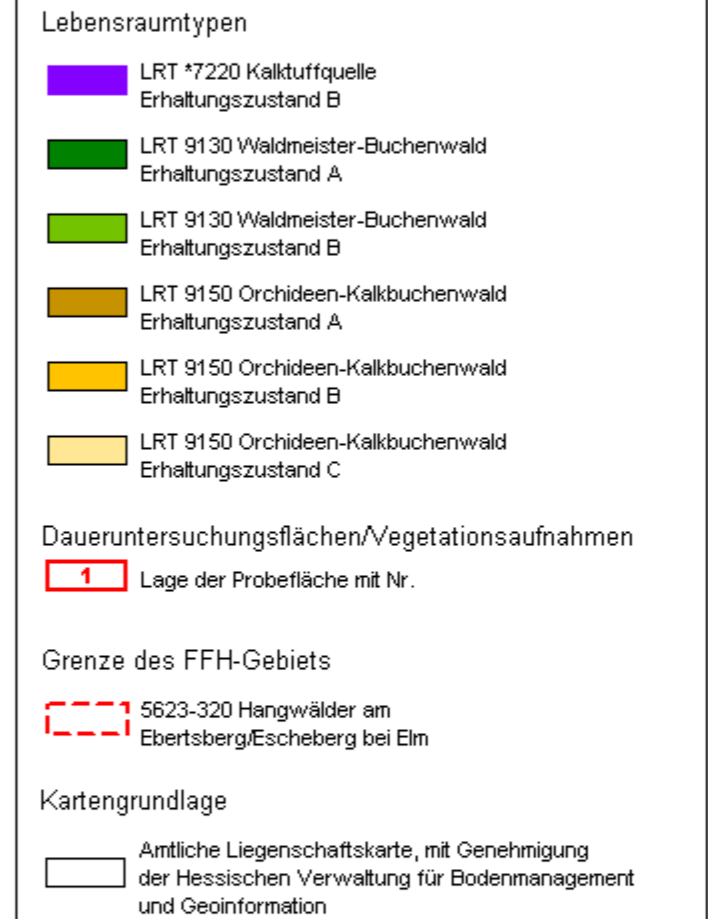 Lebensraumtypen
LRT *7220 Kalktuffquelle
Erhaltungszustand B
LRT 9130 Waldmeister-Buchenwald
Erhaltungszustand A
LRT 9130 Waldmeister-Buchenwald
Erhaltungszustand B
LRT 9150 Orchideen-Kalkbuchenwald
Erhaltungszustand A
LRT 9150 Orchideen-Kalkbuchenwald
Erhaltungszustand B
LRT 9150 Orchideen-Kalkbuchenwald
Erhaltungszustand C
Daueruntersuchungsflächen/Vegetationsaufnahmen
1 Lage der Probefläche mit Nr.
Grenze des FFH-Gebiets
5623-320 Hangwälder am
Ebertsberg/Escheberg bei Elm
Kartengrundlage
Amtliche Liegenschaftskarte, mit Genehmigung
der Hessischen Verwaltung für Bodenmanagement
und Geoinformation